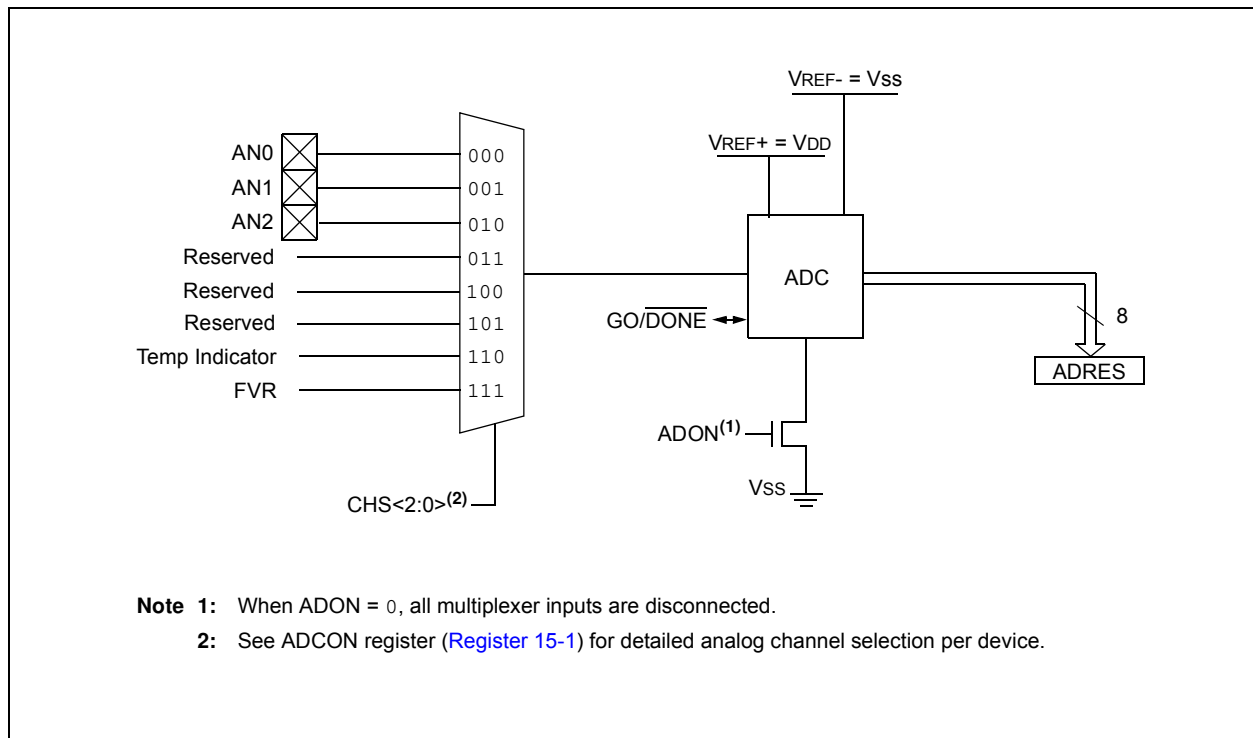 VREF- = VSS
VREF+ = VDD
AN0
000
AN1
001
AN2
010
Reserved
011
Reserved
100
Reserved
101
Temp Indicator
110
FVR
111
ADC
GO/DONE
8
ADRES
ADON(1)
VSS
CHS<2:0>(2)
Note 1: When ADON = 0, all multiplexer inputs are disconnected.
2: See ADCON register (Register 15-1) for detailed analog channel selection per device.